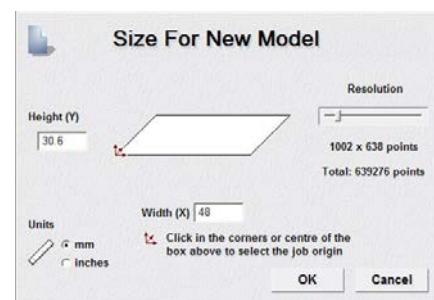 Size For New Model
Resolution
Height (Y)
30.6
1002 x 638 points
Total: 639276 points
Width (X) 48
Units
mm
inches
Click in the corners or centre of the
box above to select the job origin
OK Cancel